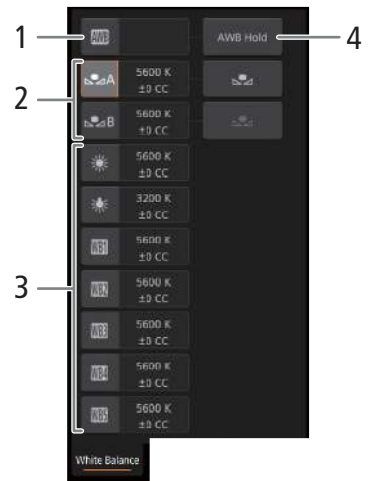 1 AWB AWB Hold 4
2 A 5600 K
±0 CC
B 5600 K
±0 CC
5600 K
±0 CC
3200 K
±0 CC
WB1 5600 K
±0 CC
WB2 5600 K
±0 CC
3 WB3 5600 K
±0 CC
WB4 5600 K
±0 CC
WB5 5600 K
±0 CC
White Balance